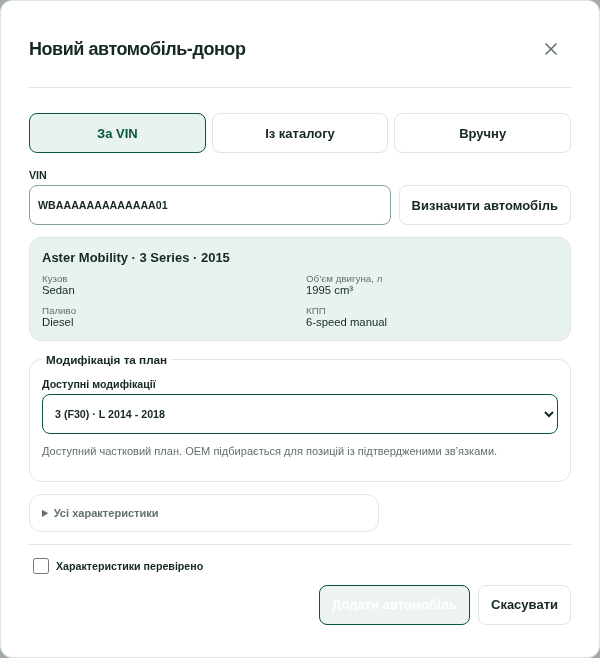 Новий автомобіль-донор
За VIN
Із каталогу
Вручну
VIN
WBAAAAAAAAAAAAA01
Визначити автомобіль
Aster Mobility · 3 Series · 2015
Кузов
Sedan
Об’єм двигуна, л
1995 cm³
Паливо
Diesel
КПП
6-speed manual
Модифікація та план
Доступні модифікації
3 (F30) · L 2014 - 2018
Доступний частковий план. OEM підбирається для позицій із підтвердженими зв’язками.
Усі характеристики
Характеристики перевірено
Додати автомобіль
Скасувати